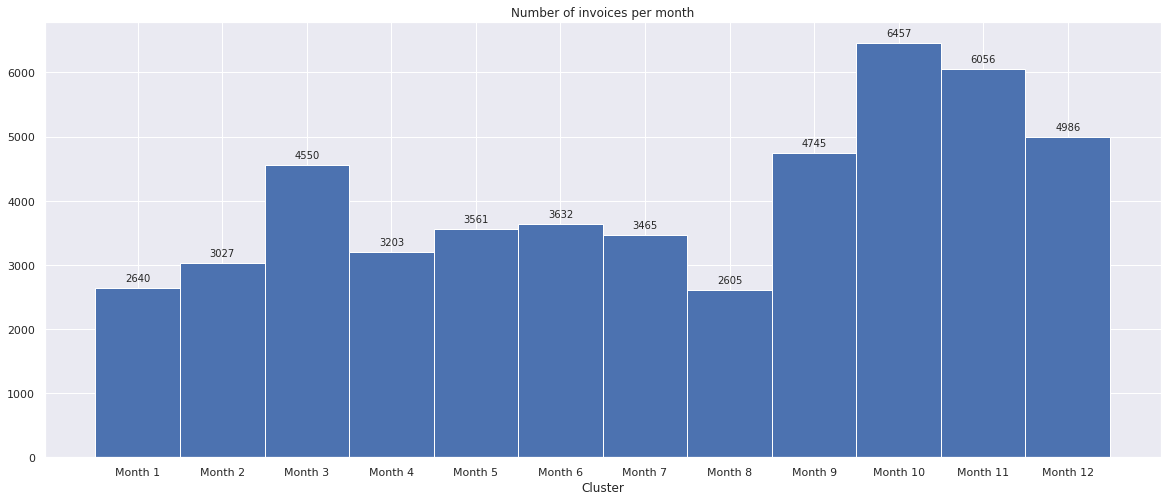 Number of invoices per month
6000
5000
4000
3000
2000
1000
0
2640
3027
4550
3203
3561
3632
3465
2605
4745
6457
6056
4986
Month 1
Month 2
Month 3
Month 4
Month 5
Month 6
Month 7
Month 8
Month 9
Month 10
Month 11
Month 12
Cluster